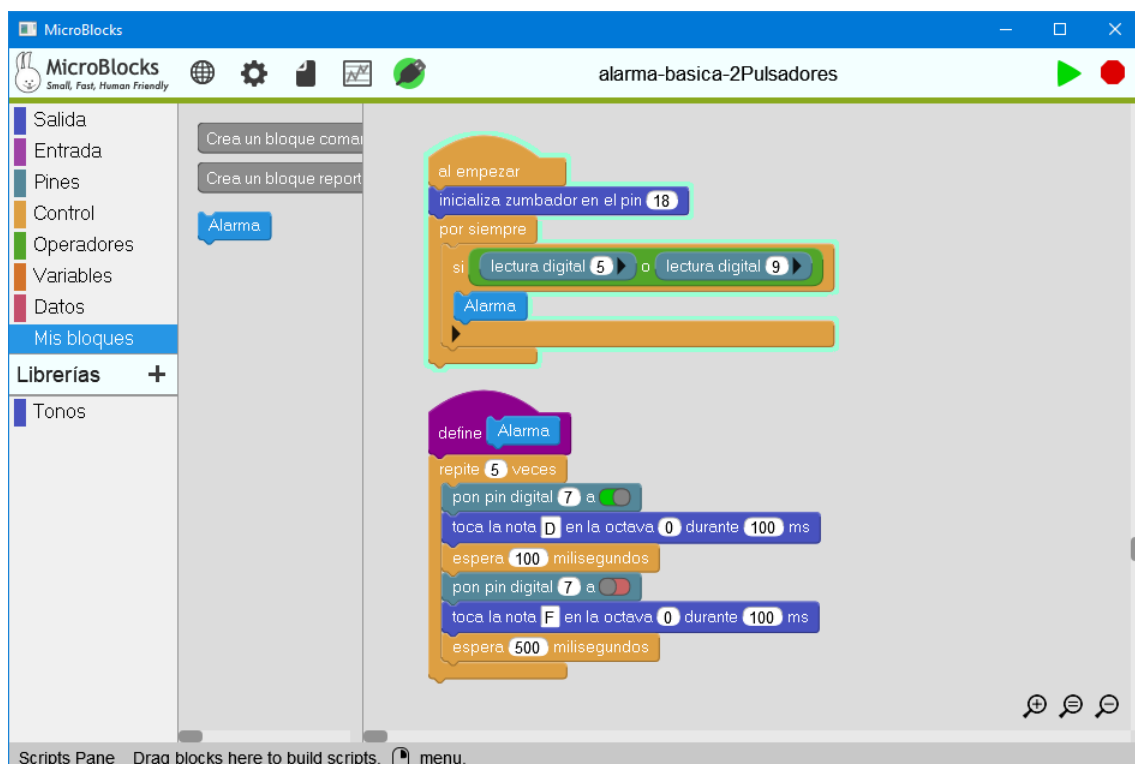 MicroBlocks
MicroBlocks
Small, Fast, Human Friendly
alarma-basica-2Pulsadores
Salida
Entrada
Pines
Control
Operadores
Variables
Datos
Mis bloques
Librerías +
Tonos
Crea un bloque comai
Crea un bloque report
Alarma
al empezar
inicializa zumbador en el pin 18
por siempre
si lectura digital 5 o lectura digital 9
Alarma
define Alarma
repite 5 veces
pon pin digital 7 a
toca la nota D en la octava 0 durante 100 ms
espera 100 milisegundos
pon pin digital 7 a
toca la nota F en la octava 0 durante 100 ms
espera 500 milisegundos
Scripts Pane Drag blocks here to build scripts. menu.